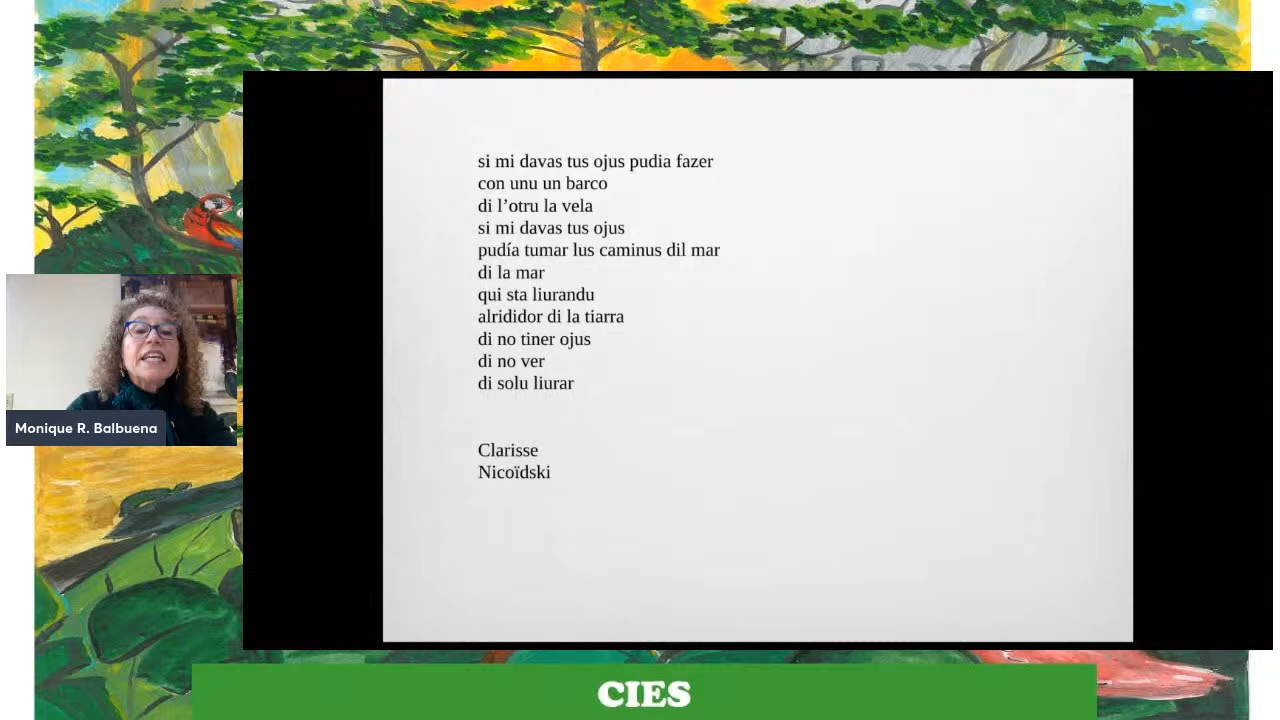 si mi davas tus ojus pudia fazer
con unu un barco
di l’otru la vela
si mi davas tus ojus
pudía tumar lus caminus dil mar
di la mar
qui sta liurandu
alrididor di la tiarra
di no tiner ojus
di no ver
di solu liurar
Clarisse
Nicoïdski
Monique R. Balbuena
CIES